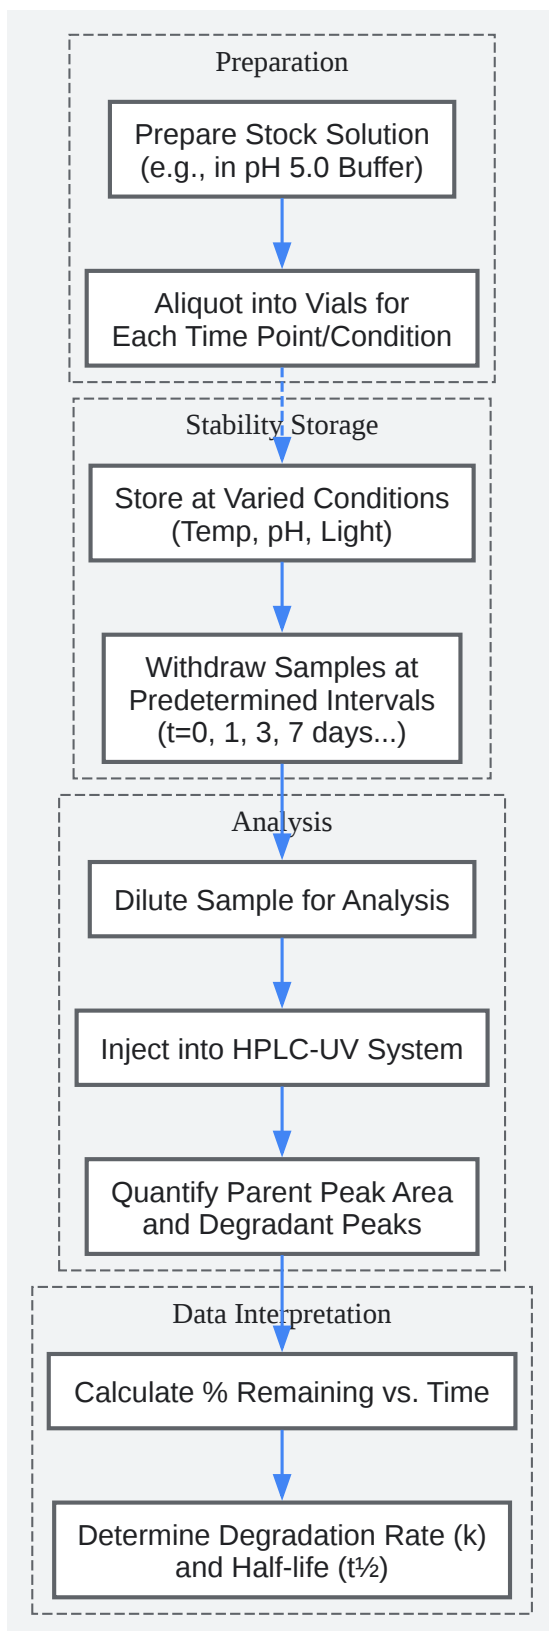 Preparation
Prepare Stock Solution
(e.g., in pH 5.0 Buffer)
Aliquot into Vials for
Each Time Point/Condition
Stability Storage
Store at Varied Conditions
(Temp, pH, Light)
Withdraw Samples at
Predetermined Intervals
(t=0, 1, 3, 7 days...)
Analysis
Dilute Sample for Analysis
Inject into HPLC-UV System
Quantify Parent Peak Area
and Degradant Peaks
Data Interpretation
Calculate % Remaining vs. Time
Determine Degradation Rate (k)
and Half-life (t½)